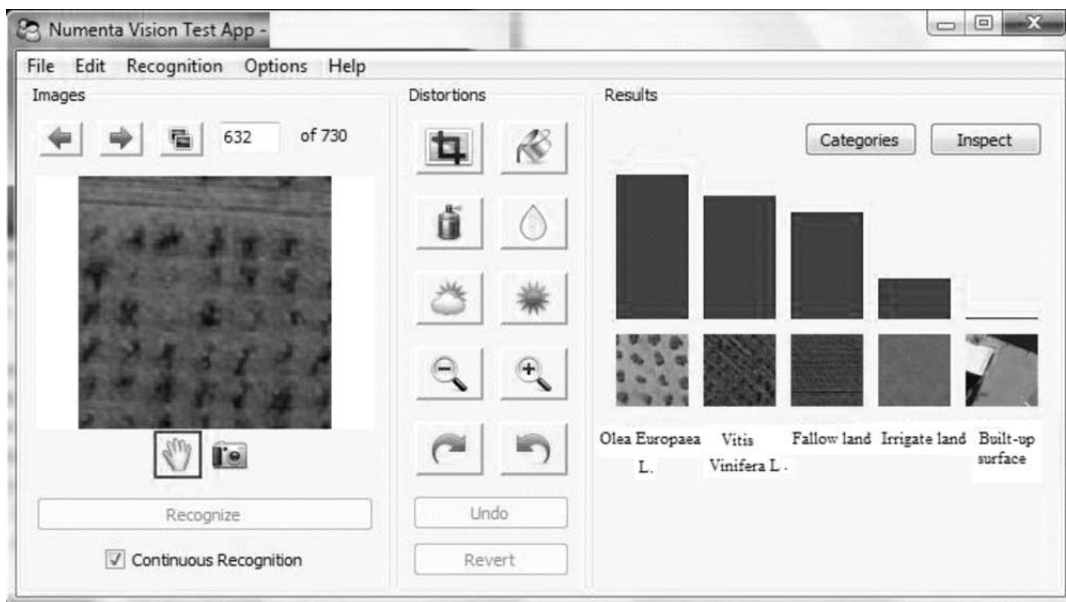 Numenta Vision Test App -
File Edit Recognition Options Help
Images
632 of 730
Recognize
Continuous Recognition
Distortions
Undo
Revert
Results
Categories Inspect
Olea Europaea L.
Vitis Vinifera L.
Fallow land
Irrigate land
Built-up surface